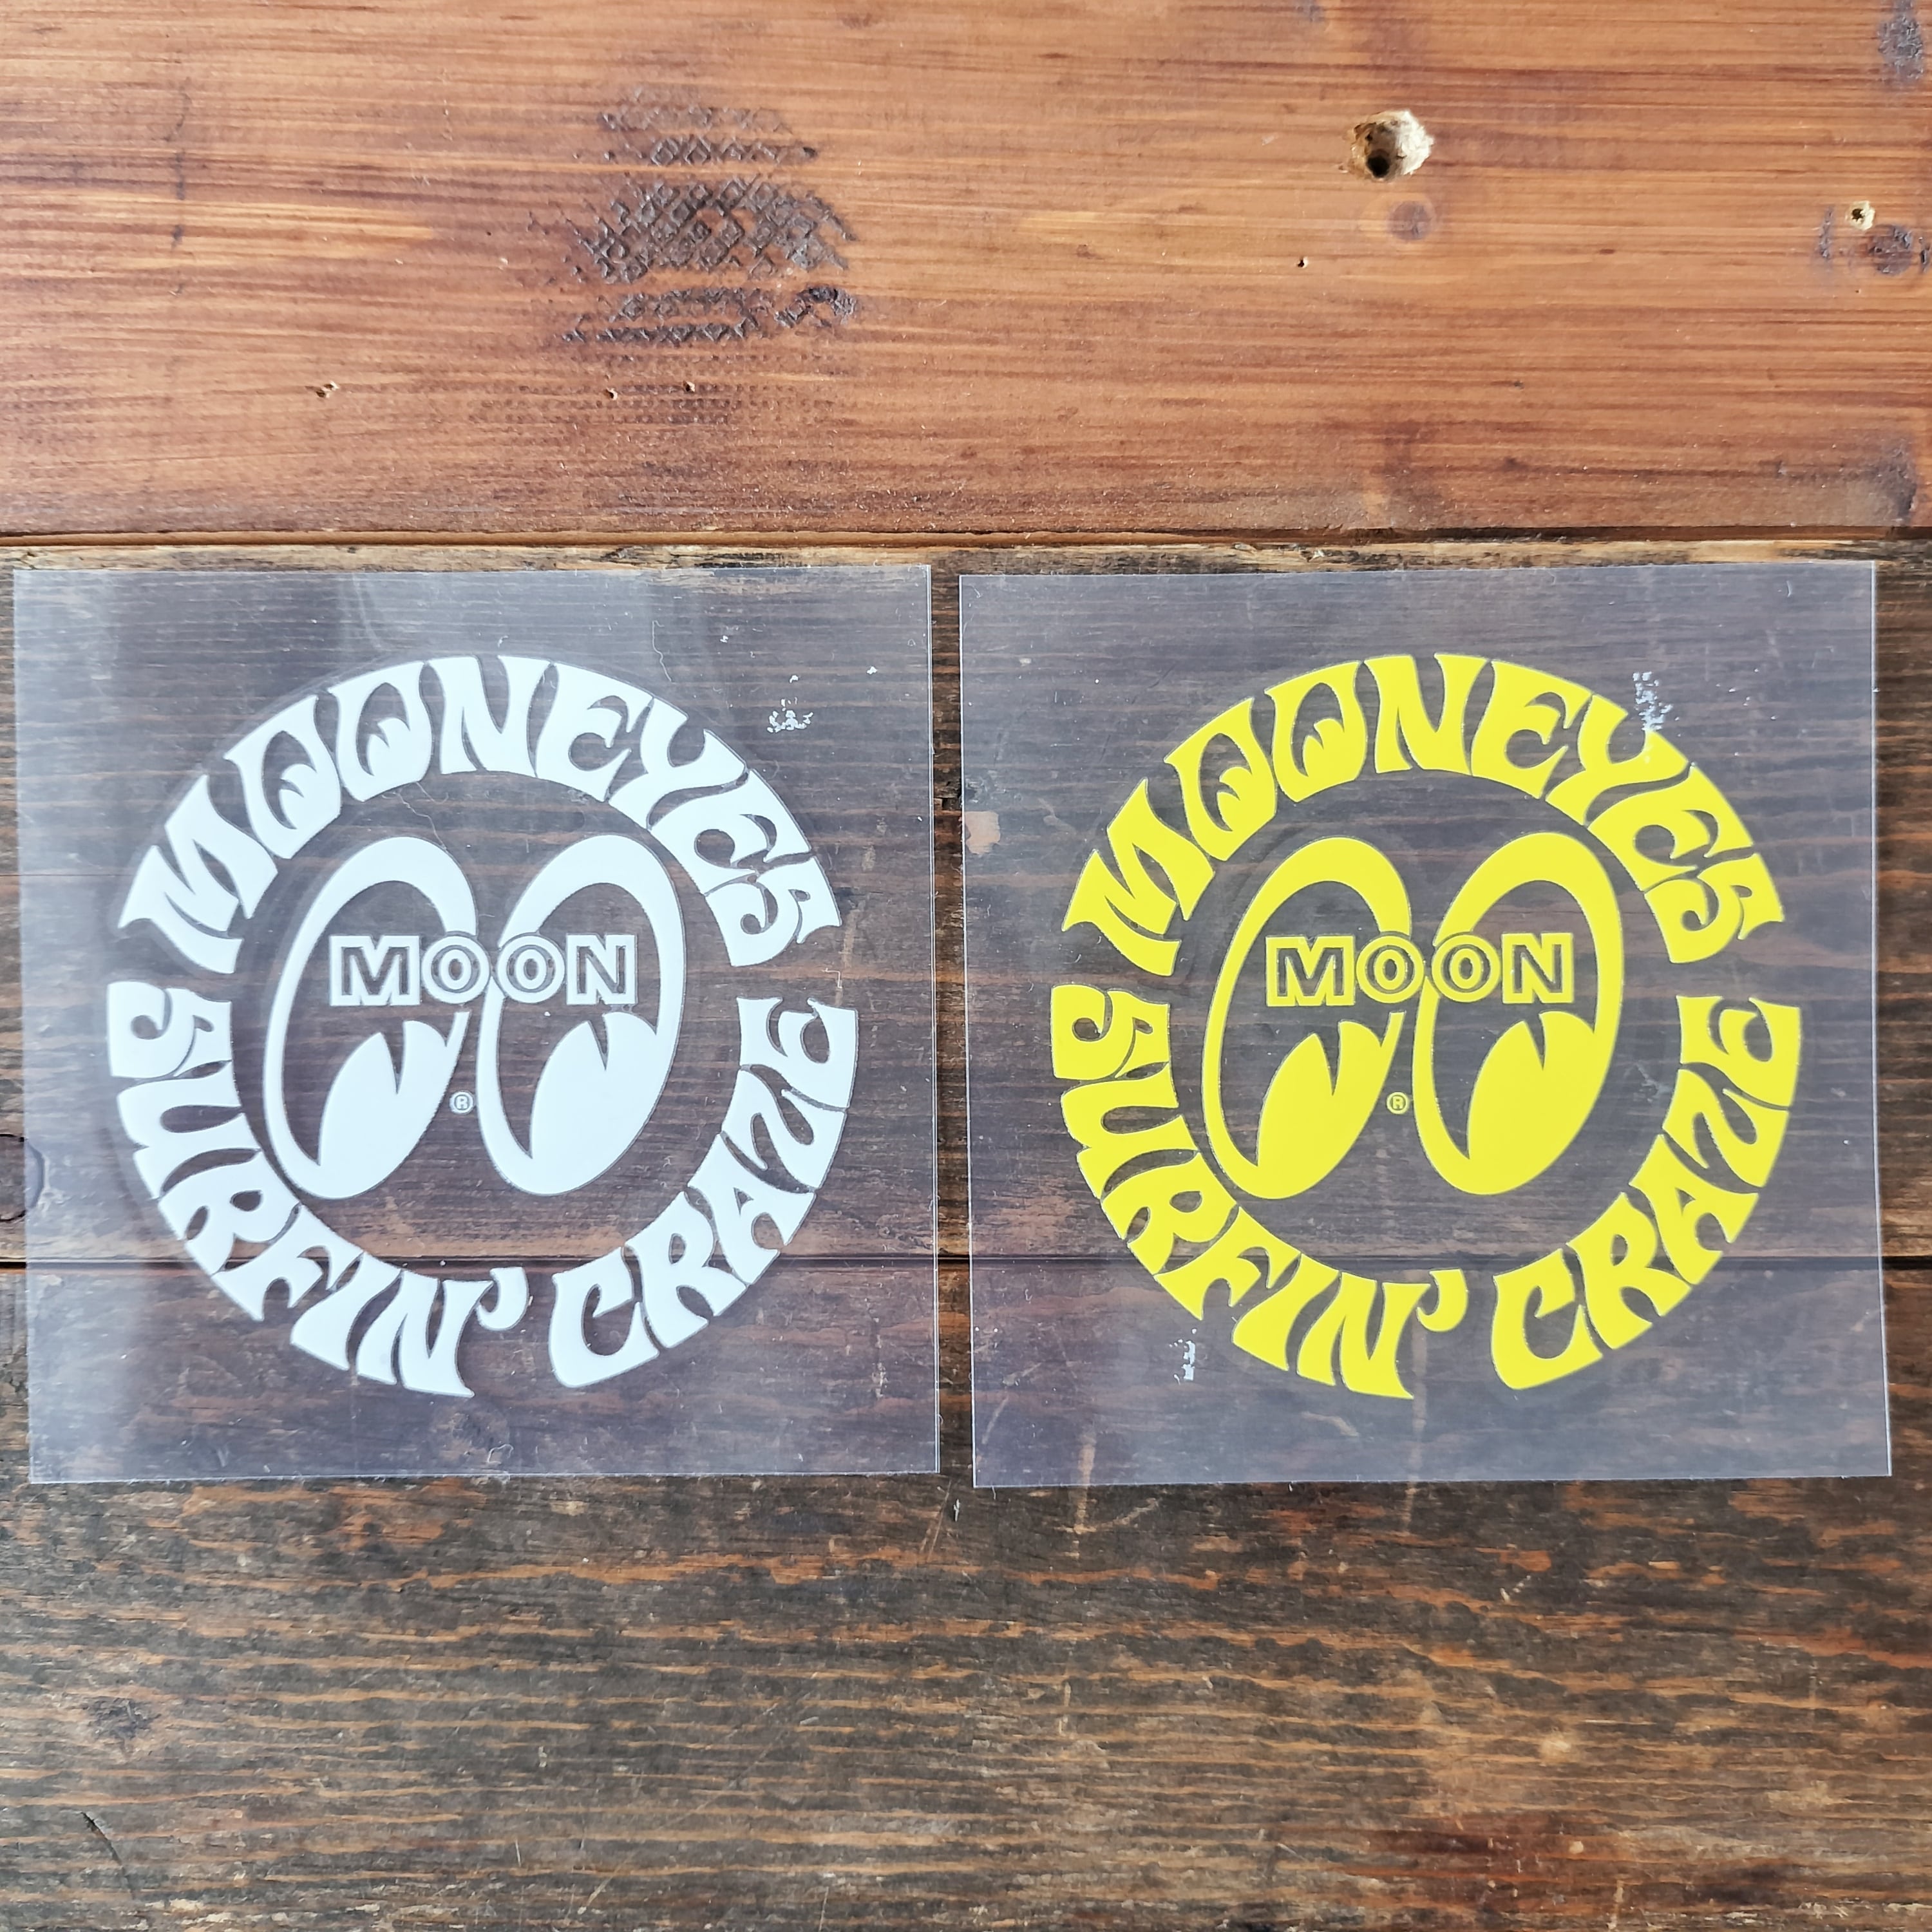 MOONEYES
MOON
®
SURFIN' CRAZE
MOONEYES
MOON
®
SURFIN' CRAZE